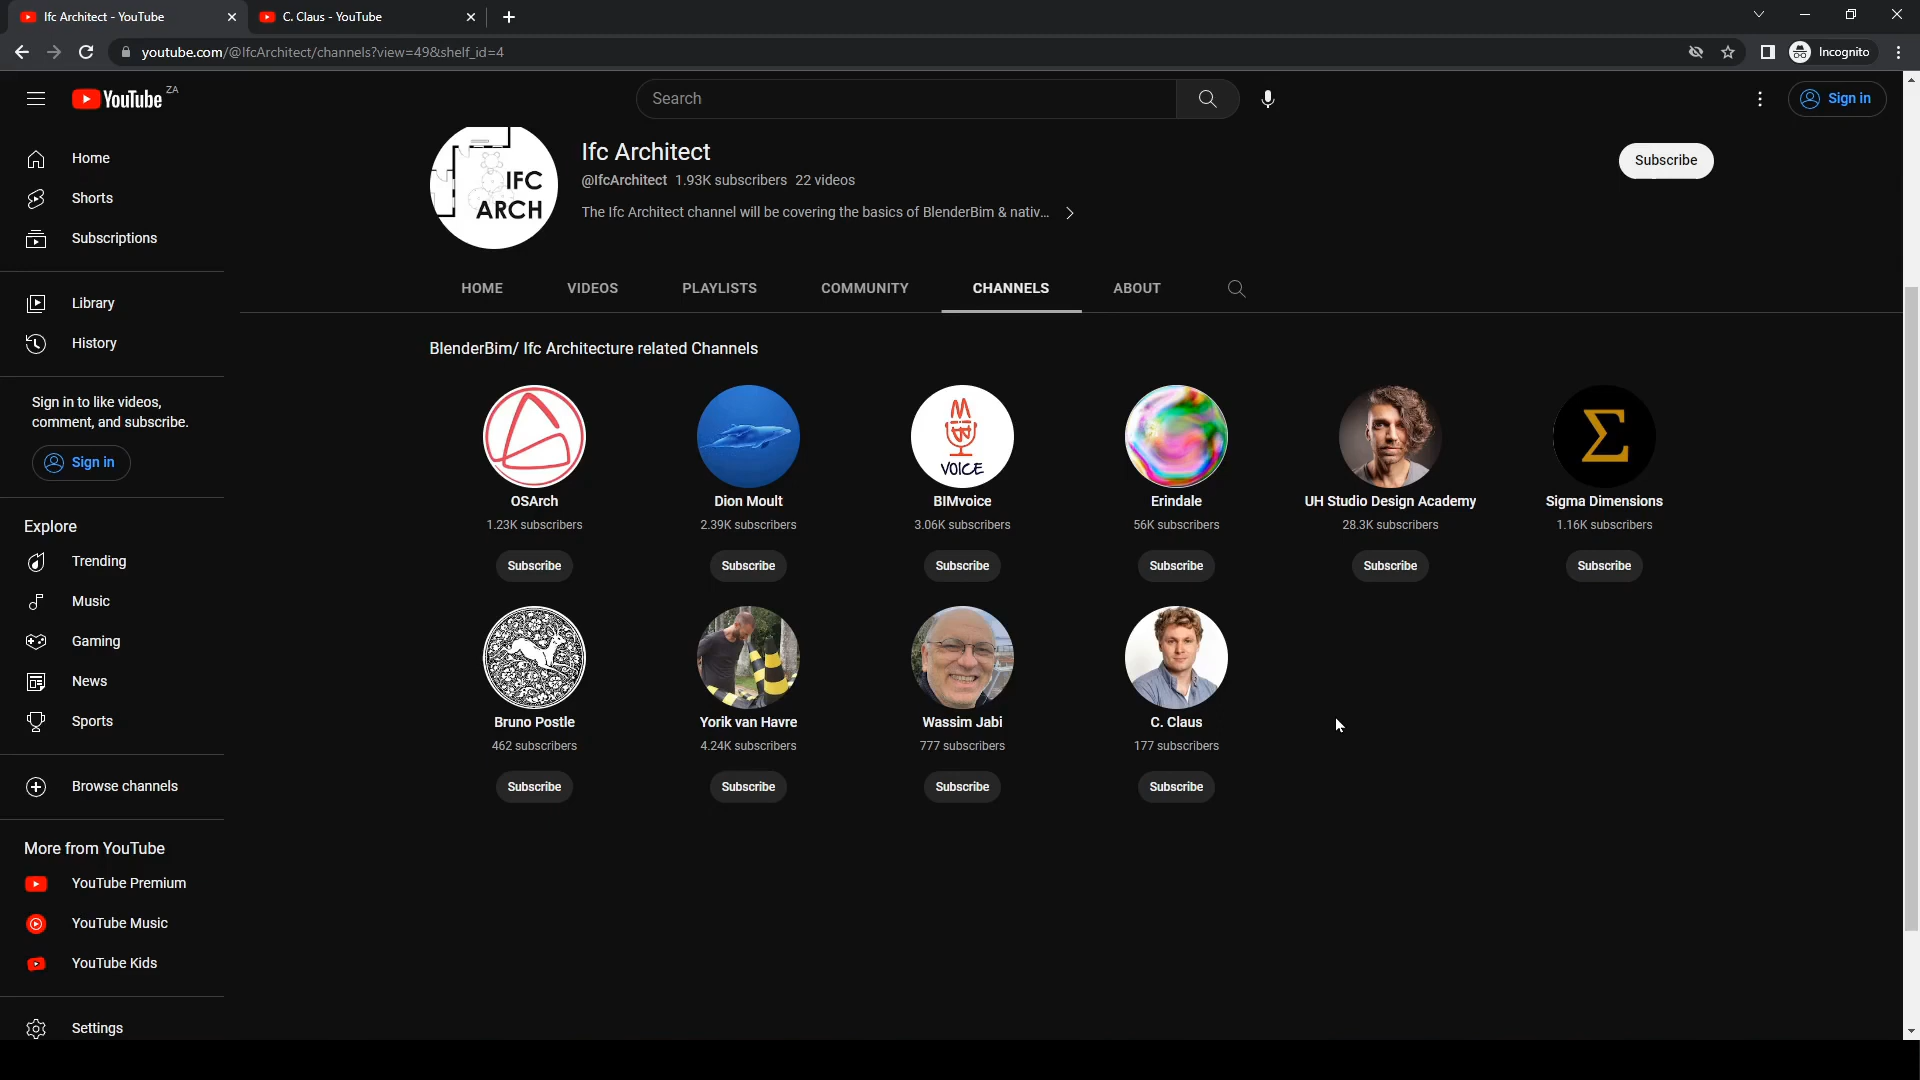 Ifc Architect - YouTube
C. Claus - YouTube
youtube.com/@IfcArchitect/channels?view=49&shelf_id=4
Incognito
YouTube ZA
Search
Sign in
Home
Shorts
Subscriptions
Library
History
Sign in to like videos,
comment, and subscribe.
Sign in
Explore
Trending
Music
Gaming
News
Sports
Browse channels
More from YouTube
YouTube Premium
YouTube Music
YouTube Kids
Settings
IFC
ARCH
Ifc Architect
@IfcArchitect 1.93K subscribers 22 videos
The Ifc Architect channel will be covering the basics of BlenderBim & nativ...
Subscribe
HOME VIDEOS PLAYLISTS COMMUNITY CHANNELS ABOUT
BlenderBim/ Ifc Architecture related Channels
VOICE
OSArch
1.23K subscribers
Subscribe
Dion Moult
2.39K subscribers
Subscribe
BIMvoice
3.06K subscribers
Subscribe
Erindale
56K subscribers
Subscribe
UH Studio Design Academy
28.3K subscribers
Subscribe
Σ
Sigma Dimensions
1.16K subscribers
Subscribe
Bruno Postle
462 subscribers
Subscribe
Yorik van Havre
4.24K subscribers
Subscribe
Wassim Jabi
777 subscribers
Subscribe
C. Claus
177 subscribers
Subscribe